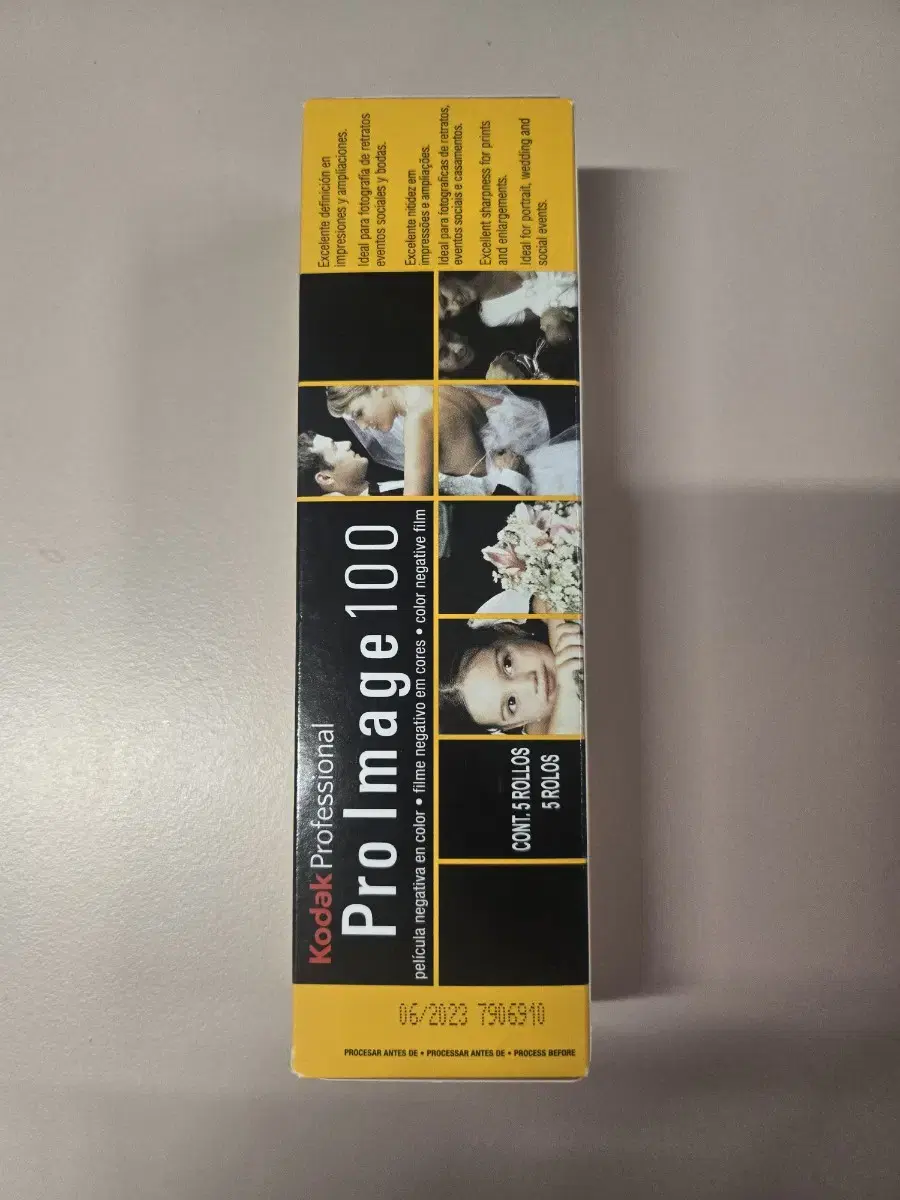 Kodak Professional
ProImage100
película negativa en color • filme negativo em cores • color negative film
CONT. 5 ROLLOS
5 ROLOS
Excelente definición en
impresiones y ampliaciones.
Ideal para fotografía de retratos
eventos sociales y bodas.
Excelente nitidez em
impressões e ampliações.
Ideal para fotograficas de retratos,
eventos sociais e casamentos.
Excellent sharpness for prints
and enlargements.
Ideal for portrait, wedding and
social events.
06/2023 7906910
PROCESAR ANTES DE • PROCESSAR ANTES DE • PROCESS BEFORE